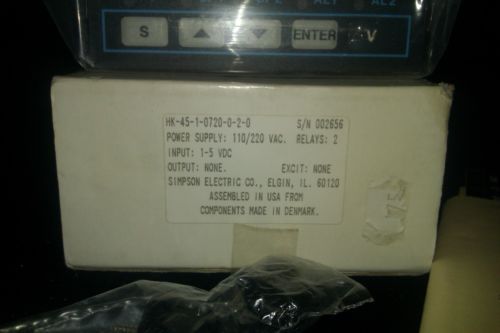 AL1 AL2
S ENTER V
HK-45-1-0720-0-2-0 S/N 002656
POWER SUPPLY: 110/220 VAC. RELAYS: 2
INPUT: 1-5 VDC
OUTPUT: NONE. EXCIT: NONE
SIMPSON ELECTRIC CO., ELGIN, IL. 60120
ASSEMBLED IN USA FROM
COMPONENTS MADE IN DENMARK.